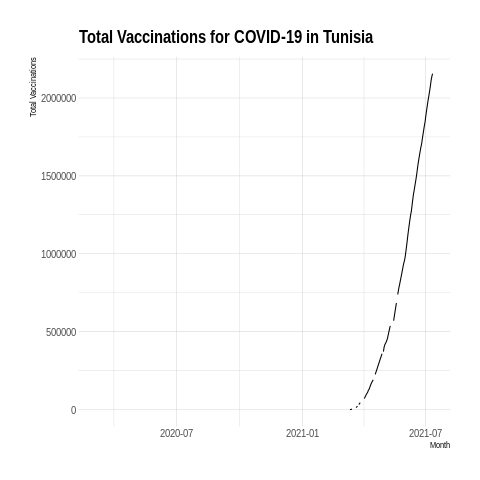 Total Vaccinations for COVID-19 in Tunisia
Total Vaccinations
2000000
1500000
1000000
500000
0
2020-07
2021-01
2021-07
Month